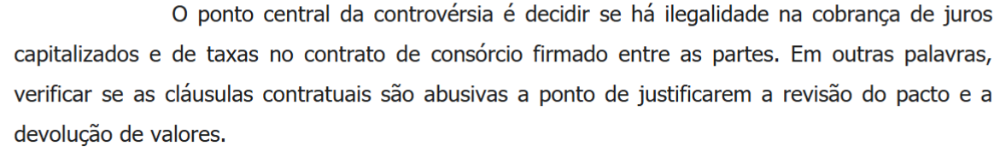 O ponto central da controvérsia é decidir se há ilegalidade na cobrança de juros
capitalizados e de taxas no contrato de consórcio firmado entre as partes. Em outras palavras,
verificar se as cláusulas contratuais são abusivas a ponto de justificarem a revisão do pacto e a
devolução de valores.